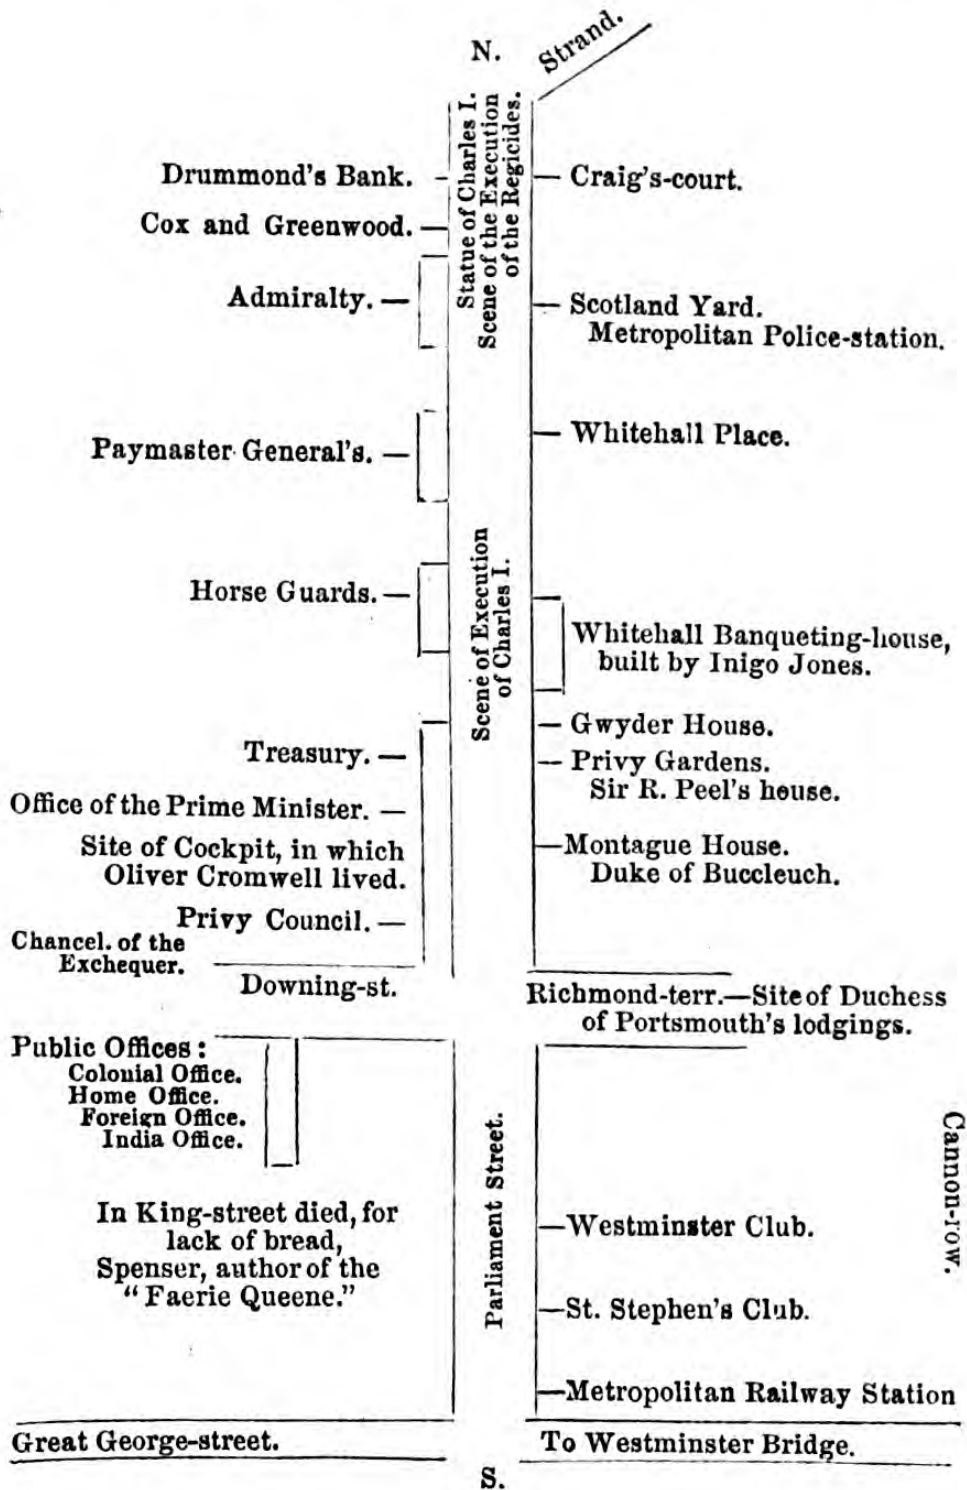 N.
Strand.
Statue of Charles I.
Scene of the Execution
of the Regicides.
Drummond's Bank.
Craig's-court.
Cox and Greenwood.
Admiralty.
Scotland Yard.
Metropolitan Police-station.
Paymaster General's.
Whitehall Place.
Scene of Execution
of Charles I.
Horse Guards.
Whitehall Banqueting-house,
built by Inigo Jones.
Gwyder House.
Treasury.
Privy Gardens.
Sir R. Peel's house.
Office of the Prime Minister.
Site of Cockpit, in which
Oliver Cromwell lived.
Montague House.
Duke of Buccleuch.
Privy Council.
Chancel. of the
Exchequer.
Downing-st.
Richmond-terr.—Site of Duchess
of Portsmouth's lodgings.
Public Offices:
Colonial Office.
Home Office.
Foreign Office.
India Office.
Parliament Street.
Cannon-row.
In King-street died, for
lack of bread,
Spenser, author of the
"Faerie Queene."
Westminster Club.
St. Stephen's Club.
Metropolitan Railway Station
Great George-street.
To Westminster Bridge.
S.